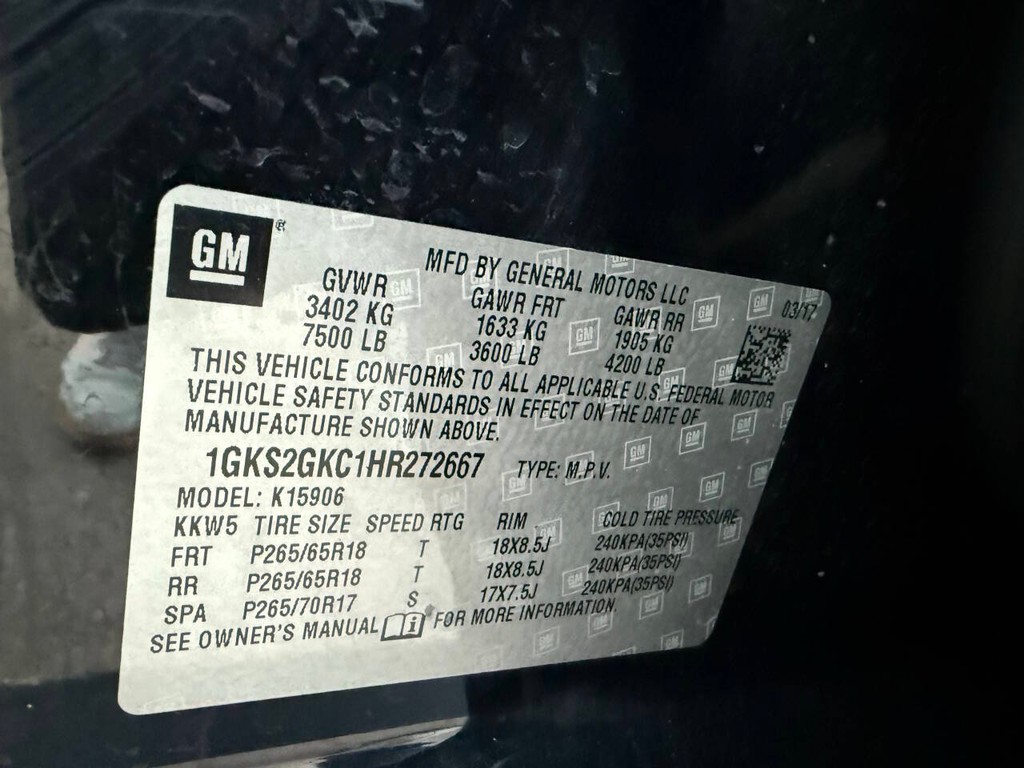 GM
MFD BY GENERAL MOTORS LLC
GVWR GAWR FRT GAWR RR 03/17
3402 KG 1633 KG 1905 KG
7500 LB 3600 LB 4200 LB
THIS VEHICLE CONFORMS TO ALL APPLICABLE U.S. FEDERAL MOTOR
VEHICLE SAFETY STANDARDS IN EFFECT ON THE DATE OF
MANUFACTURE SHOWN ABOVE.
1GKS2GKC1HR272667 TYPE: M.P.V.
MODEL: K15906
KKW5 TIRE SIZE SPEED RTG RIM COLD TIRE PRESSURE
FRT P265/65R18 T 18X8.5J 240KPA(35PSI)
RR P265/65R18 T 18X8.5J 240KPA(35PSI)
SPA P265/70R17 S 17X7.5J 240KPA(35PSI)
SEE OWNER'S MANUAL i FOR MORE INFORMATION.